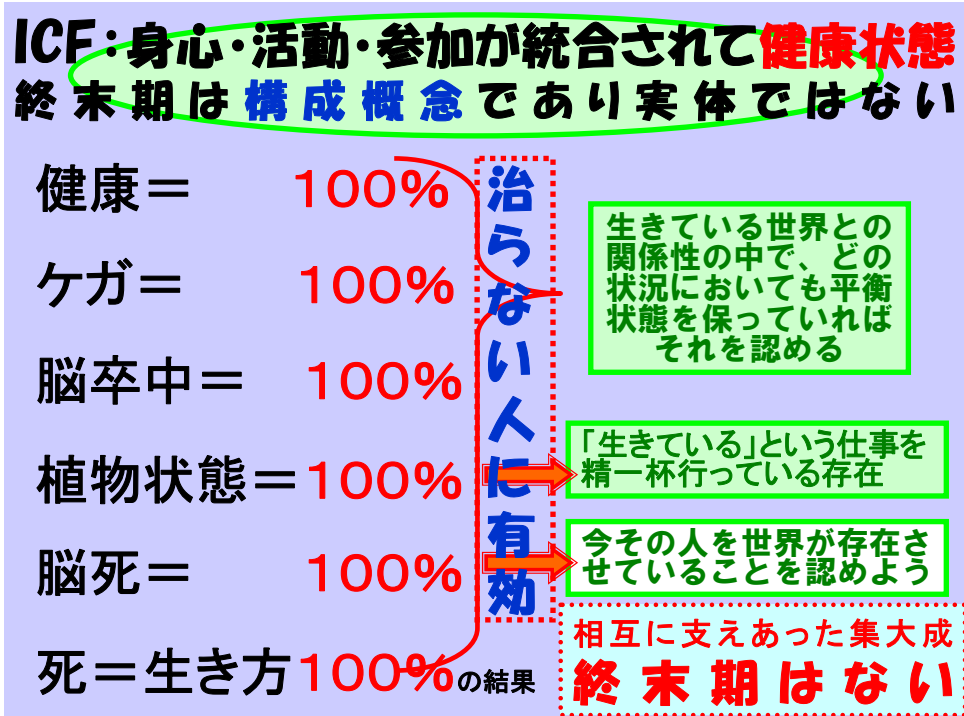 ICF:身心・活動・参加が統合されて健康状態
終末期は構成概念であり実体ではない
健康＝ 100%
ケガ＝ 100%
脳卒中＝ 100%
植物状態＝100%
脳死＝ 100%
死＝生き方100%の結果
治らない人に有効
生きている世界との
関係性の中で、どの
状況においても平衡
状態を保っていれば
それを認める
「生きている」という仕事を
精一杯行っている存在
今その人を世界が存在さ
せていることを認めよう
相互に支えあった集大成
終末期はない